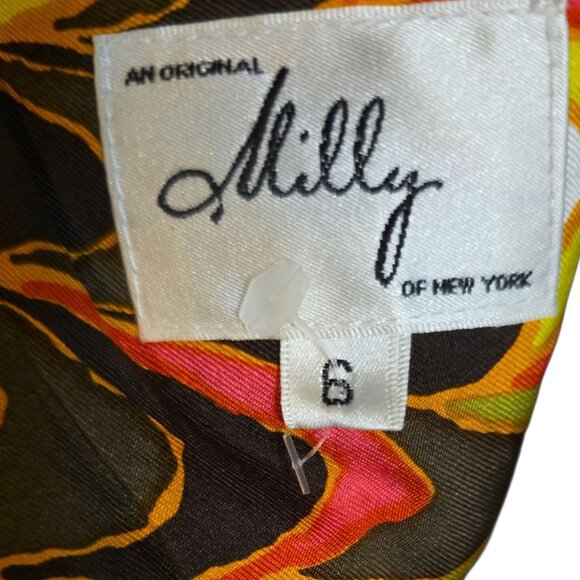 AN ORIGINAL
Milly
OF NEW YORK
6